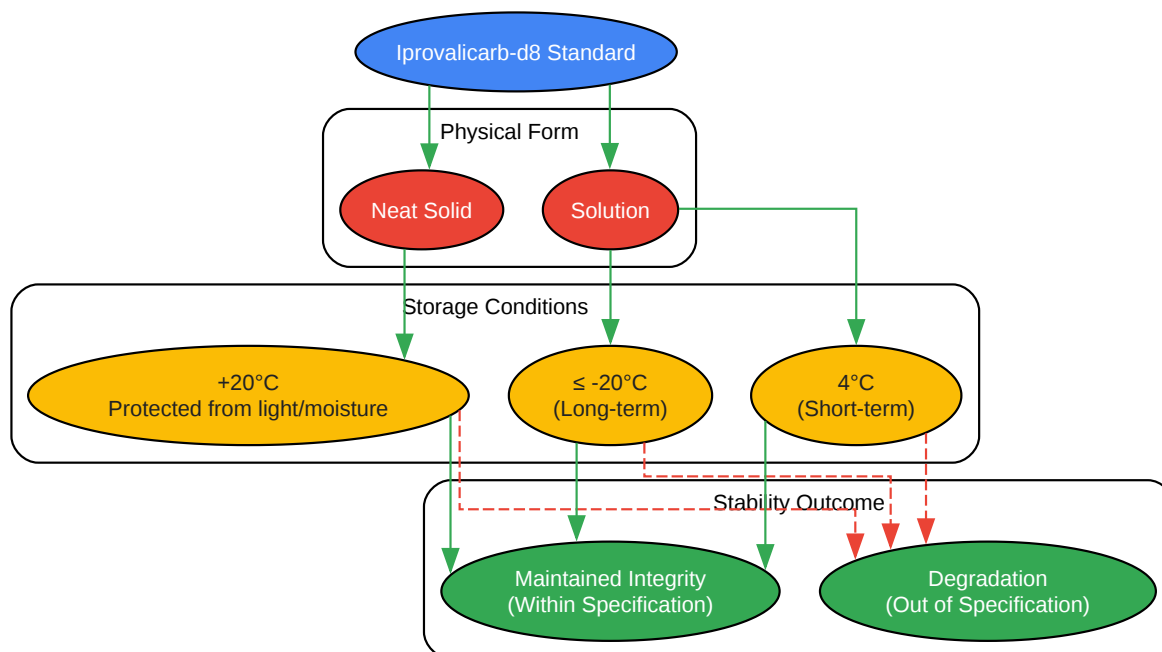 Iprovalicarb-d8 Standard
Physical Form
Neat Solid
Solution
Storage Conditions
+20°C
Protected from light/moisture
≤ -20°C
(Long-term)
4°C
(Short-term)
Stability Outcome
Maintained Integrity
(Within Specification)
Degradation
(Out of Specification)